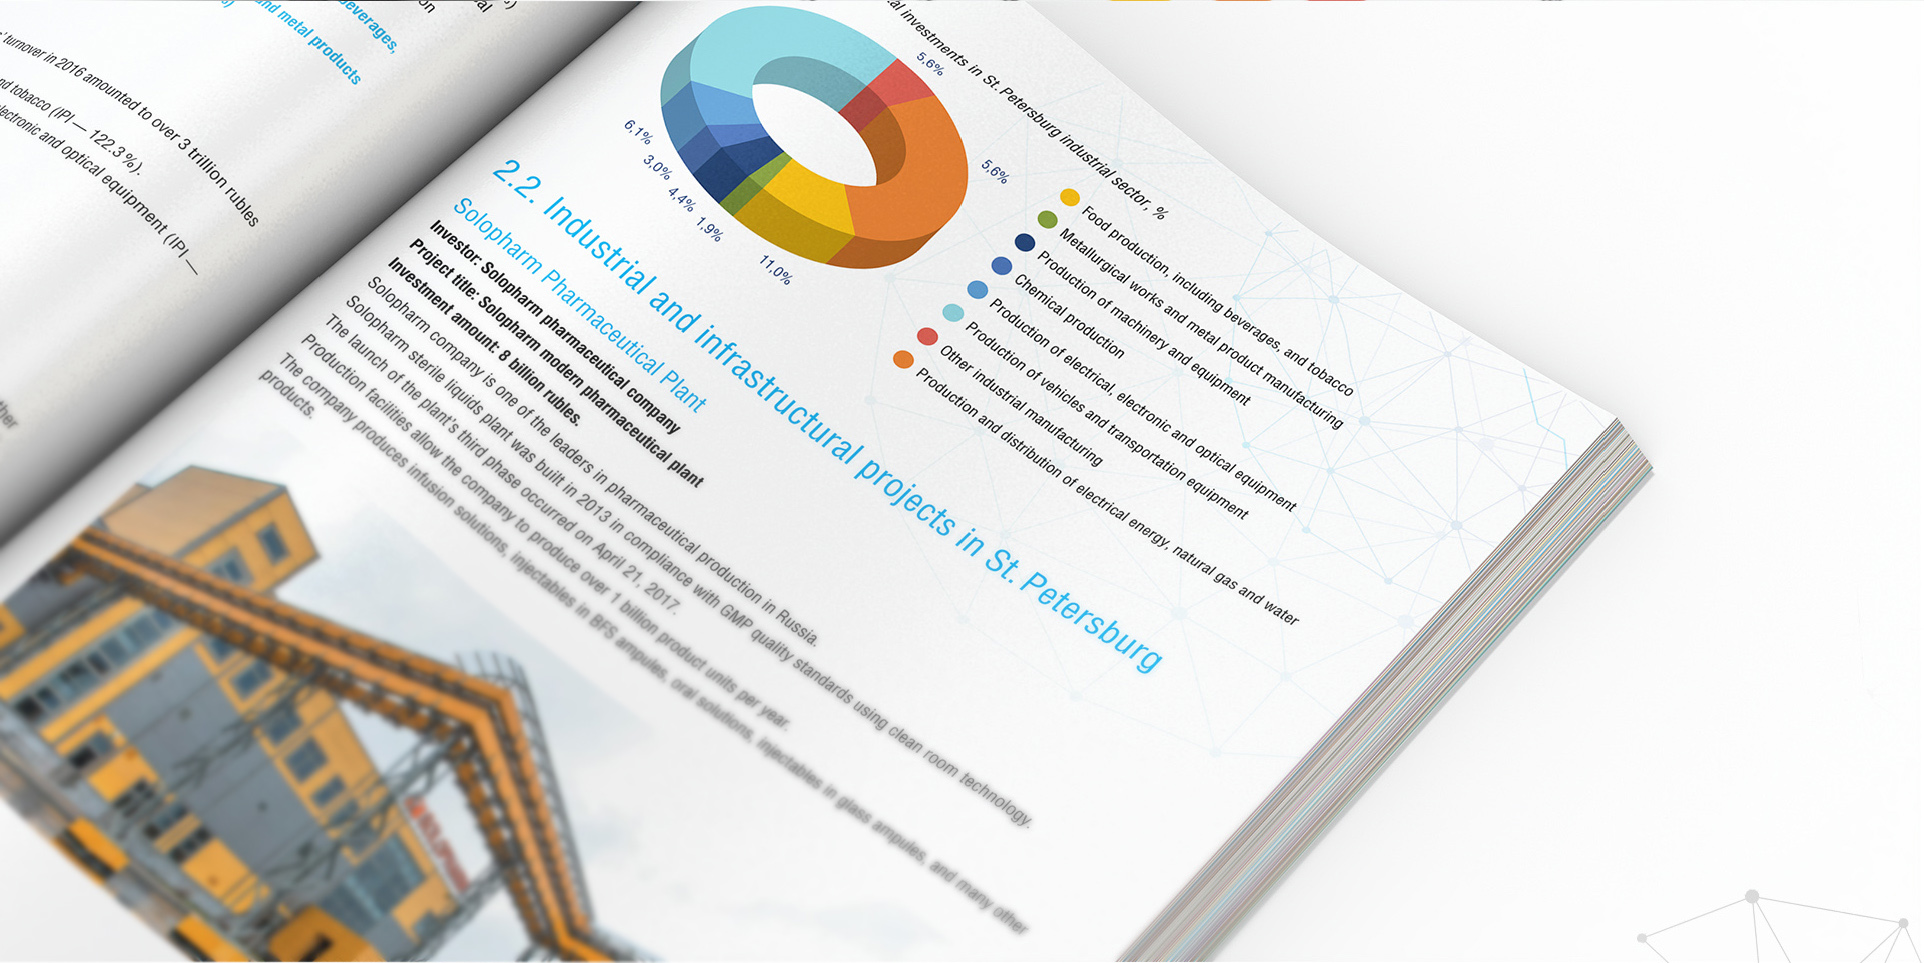 beverages,
and metal products
turnover in 2016 amounted to over 3 trillion rubles
nd tobacco (IPI — 122.3 %).
lectronic and optical equipment (IPI —
al investments in St. Petersburg industrial sector, %
5,6%
5,6%
6,1%
3,0%
4,4%
1,9%
11,0%
Food production, including beverages, and tobacco
Metallurgical works and metal product manufacturing
Production of machinery and equipment
Chemical production
Production of electrical, electronic and optical equipment
Production of vehicles and transportation equipment
Other industrial manufacturing
Production and distribution of electrical energy, natural gas and water
2.2. Industrial and infrastructural projects in St. Petersburg
Solopharm Pharmaceutical Plant
Investor: Solopharm pharmaceutical company
Project title: Solopharm modern pharmaceutical plant
Investment amount: 8 billion rubles.
Solopharm company is one of the leaders in pharmaceutical production in Russia.
Solopharm sterile liquids plant was built in 2013 in compliance with GMP quality standards using clean room technology.
The launch of the plant's third phase occurred on April 21, 2017.
Production facilities allow the company to produce over 1 billion product units per year.
The company produces infusion solutions, injectables in BFS ampules, oral solutions, injectables in glass ampules, and many other
products.